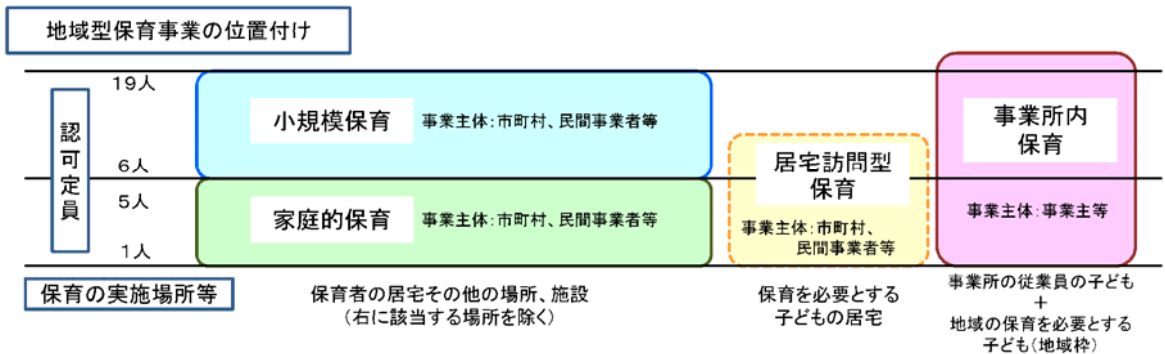 地域型保育事業の位置付け
認可定員
19人
6人
5人
1人
小規模保育
事業主体:市町村、民間事業者等
家庭的保育
事業主体:市町村、民間事業者等
居宅訪問型
保育
事業主体:市町村、
民間事業者等
事業所内
保育
事業主体:事業主等
保育の実施場所等
保育者の居宅その他の場所、施設
(右に該当する場所を除く)
保育を必要とする
子どもの居宅
事業所の従業員の子ども
+
地域の保育を必要とする
子ども(地域枠)